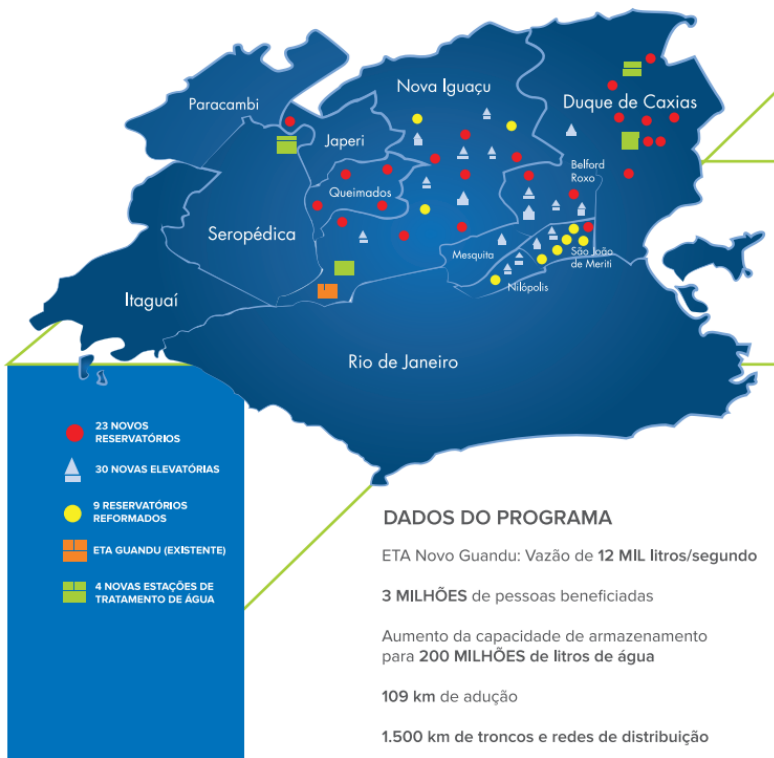 Paracambi
Nova Iguaçu
Duque de Caxias
Japeri
Belford
Roxo
Queimados
Seropédica
Mesquita
São João
de Meriti
Nilópolis
Itaguaí
Rio de Janeiro
23 NOVOS
RESERVATÓRIOS
30 NOVAS ELEVATÓRIAS
9 RESERVATÓRIOS
REFORMADOS
ETA GUANDU (EXISTENTE)
4 NOVAS ESTAÇÕES DE
TRATAMENTO DE ÁGUA
DADOS DO PROGRAMA
ETA Novo Guandu: Vazão de 12 MIL litros/segundo
3 MILHÕES de pessoas beneficiadas
Aumento da capacidade de armazenamento
para 200 MILHÕES de litros de água
109 km de adução
1.500 km de troncos e redes de distribuição